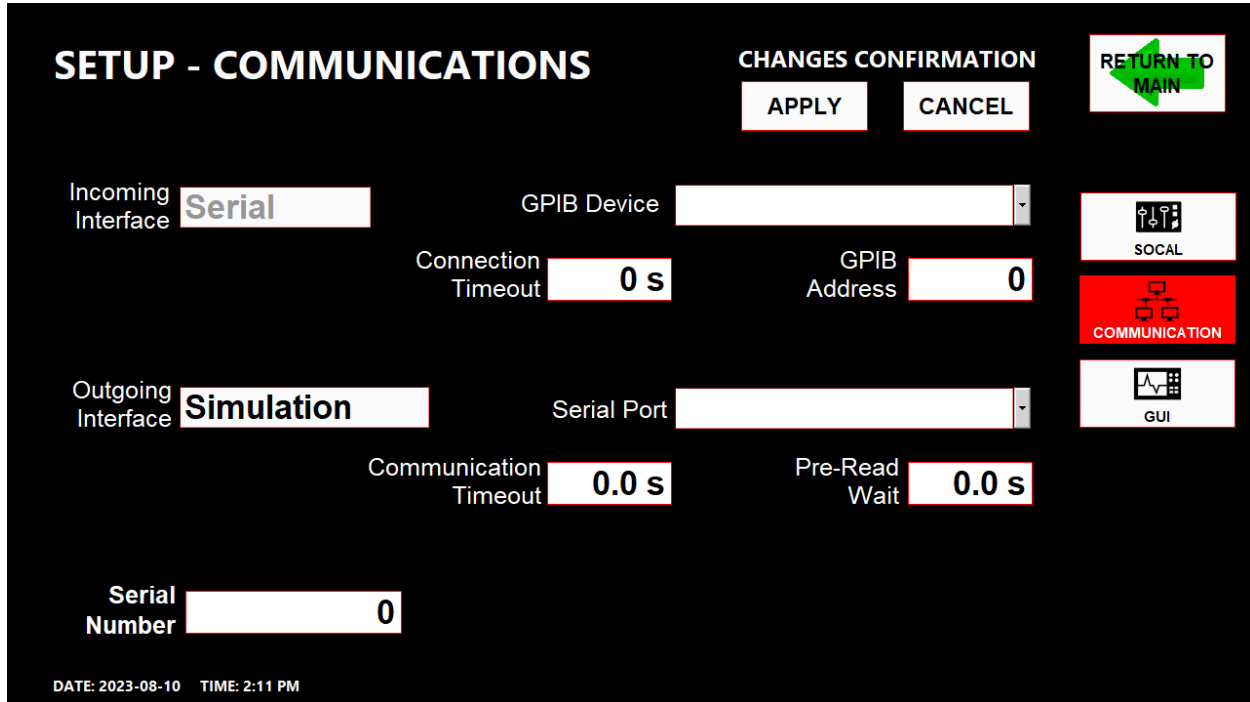 SETUP - COMMUNICATIONS
CHANGES CONFIRMATION
APPLY
CANCEL
RETURN TO
MAIN
Incoming
Interface
Serial
GPIB Device
Connection
Timeout
0 s
GPIB
Address
0
SOCAL
COMMUNICATION
GUI
Outgoing
Interface
Simulation
Serial Port
Communication
Timeout
0.0 s
Pre-Read
Wait
0.0 s
Serial
Number
0
DATE: 2023-08-10 TIME: 2:11 PM